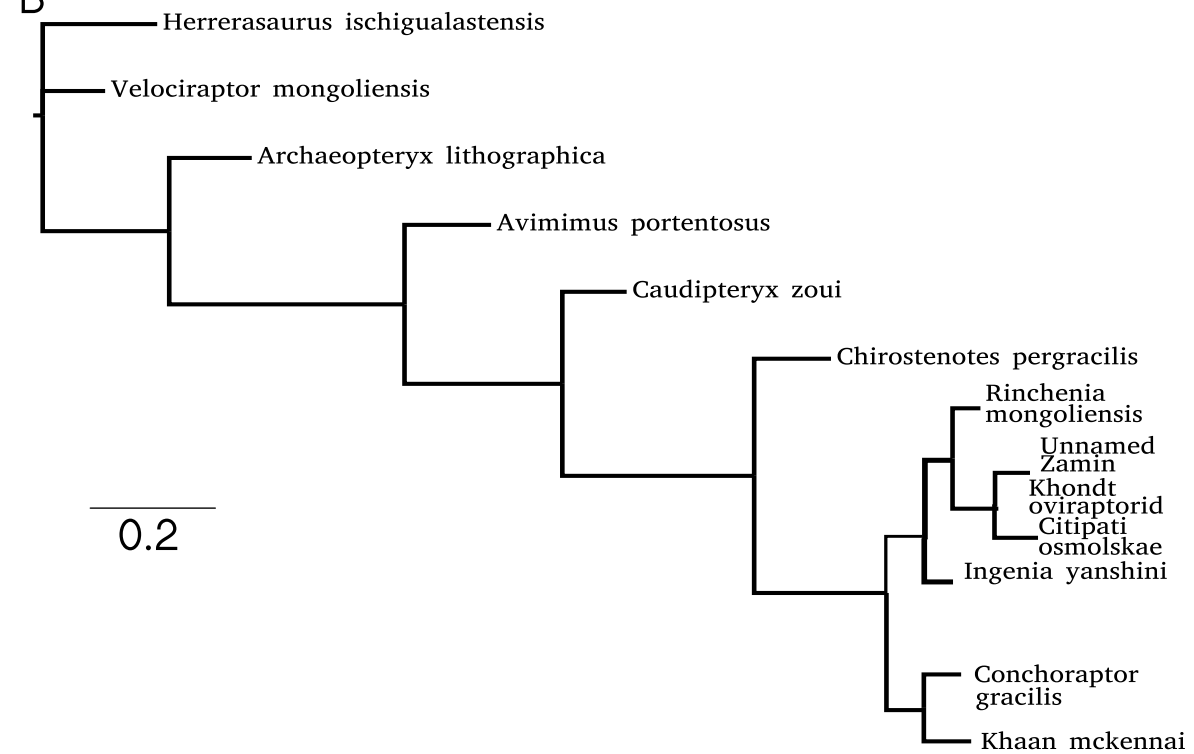 B
Herrerasaurus ischigualastensis
Velociraptor mongoliensis
Archaeopteryx lithographica
Avimimus portentosus
Caudipteryx zoui
Chirostenotes pergracilis
Rinchenia
mongoliensis
Unnamed
Zamin
Khondt
oviraptorid
Citipati
osmolskae
Ingenia yanshini
0.2
Conchoraptor
gracilis
Khaan mckennai